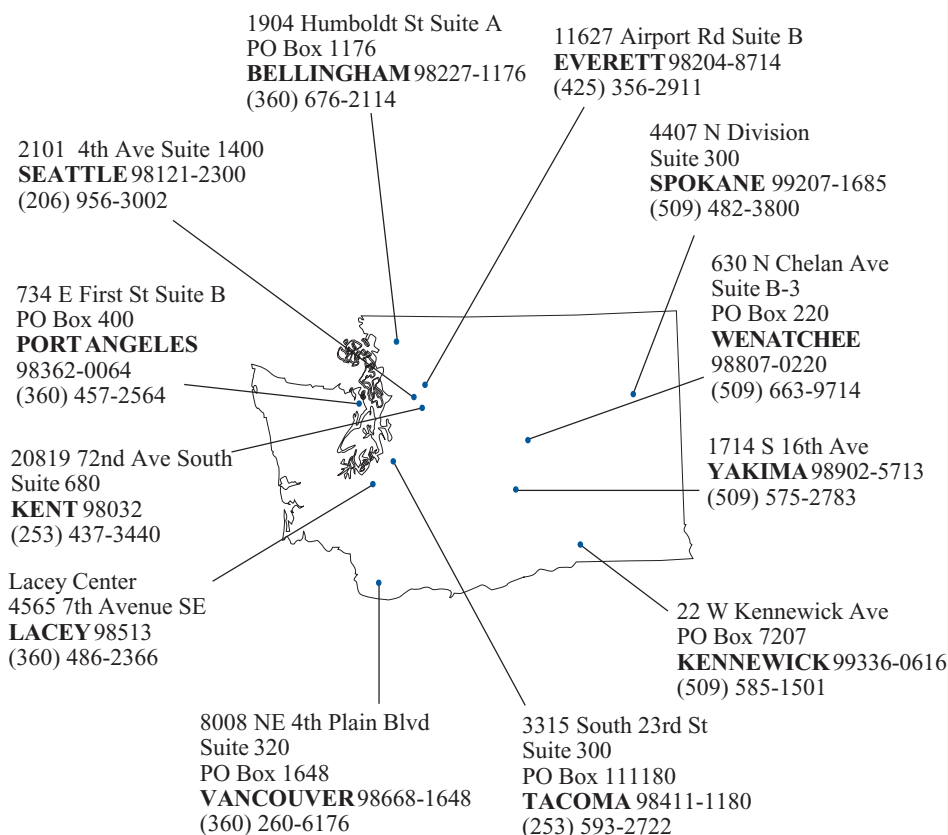 1904 Humboldt St Suite A
PO Box 1176
BELLINGHAM 98227-1176
(360) 676-2114
11627 Airport Rd Suite B
EVERETT 98204-8714
(425) 356-2911
2101 4th Ave Suite 1400
SEATTLE 98121-2300
(206) 956-3002
4407 N Division
Suite 300
SPOKANE 99207-1685
(509) 482-3800
734 E First St Suite B
PO Box 400
PORT ANGELES
98362-0064
(360) 457-2564
630 N Chelan Ave
Suite B-3
PO Box 220
WENATCHEE
98807-0220
(509) 663-9714
20819 72nd Ave South
Suite 680
KENT 98032
(253) 437-3440
1714 S 16th Ave
YAKIMA 98902-5713
(509) 575-2783
Lacey Center
4565 7th Avenue SE
LACEY 98513
(360) 486-2366
22 W Kennewick Ave
PO Box 7207
KENNEWICK 99336-0616
(509) 585-1501
8008 NE 4th Plain Blvd
Suite 320
PO Box 1648
VANCOUVER 98668-1648
(360) 260-6176
3315 South 23rd St
Suite 300
PO Box 111180
TACOMA 98411-1180
(253) 593-2722